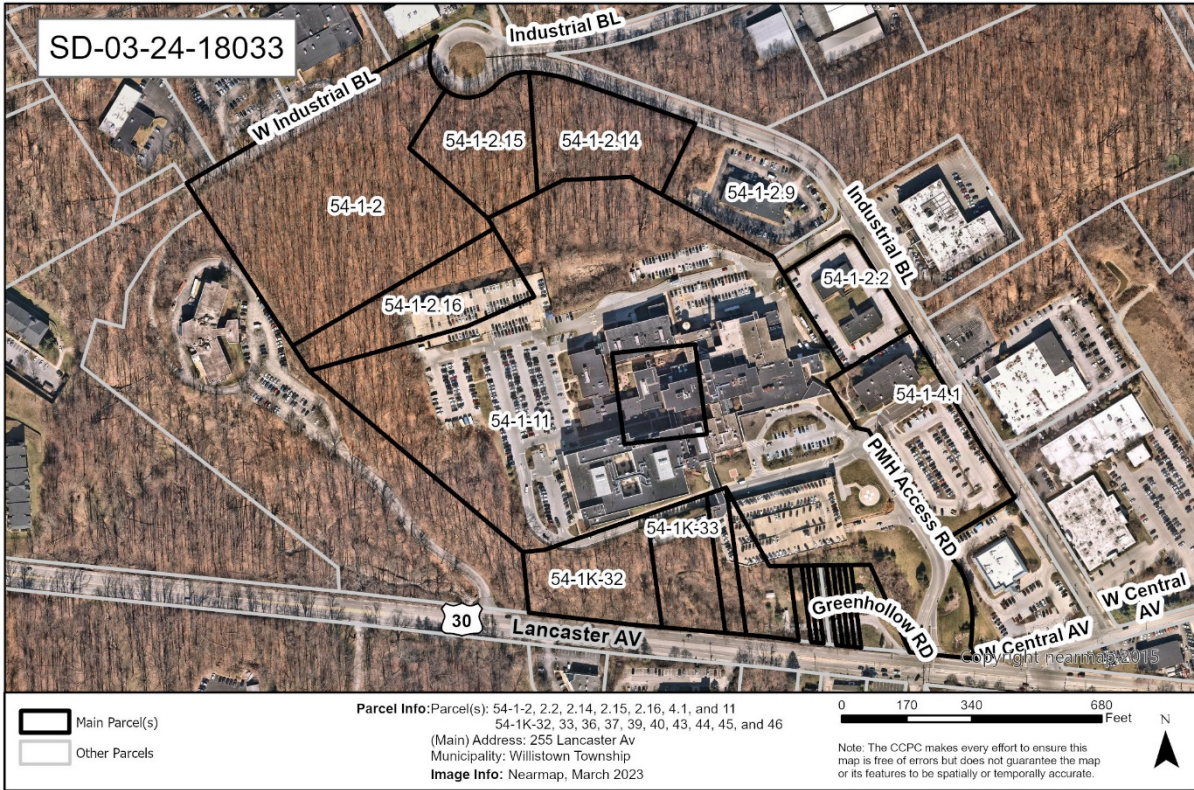 SD-03-24-18033
Industrial BL
W Industrial BL
54-1-2.15
54-1-2.14
54-1-2.9
54-1-2
Industrial BL
54-1-2.2
54-1-2.16
54-1-4.1
54-1-11
PMH Access RD
54-1K-33
54-1K-32
30
Lancaster AV
Greenhollow RD
W Central AV
W Central AV
copyright nearmap 2015
Main Parcel(s)
Other Parcels
Parcel Info:Parcel(s): 54-1-2, 2.2, 2.14, 2.15, 2.16, 4.1, and 11
54-1K-32, 33, 36, 37, 39, 40, 43, 44, 45, and 46
(Main) Address: 255 Lancaster Av
Municipality: Willistown Township
Image Info: Nearmap, March 2023
0 170 340 680
Feet
N
Note: The CCPC makes every effort to ensure this
map is free of errors but does not guarantee the map
or its features to be spatially or temporally accurate.